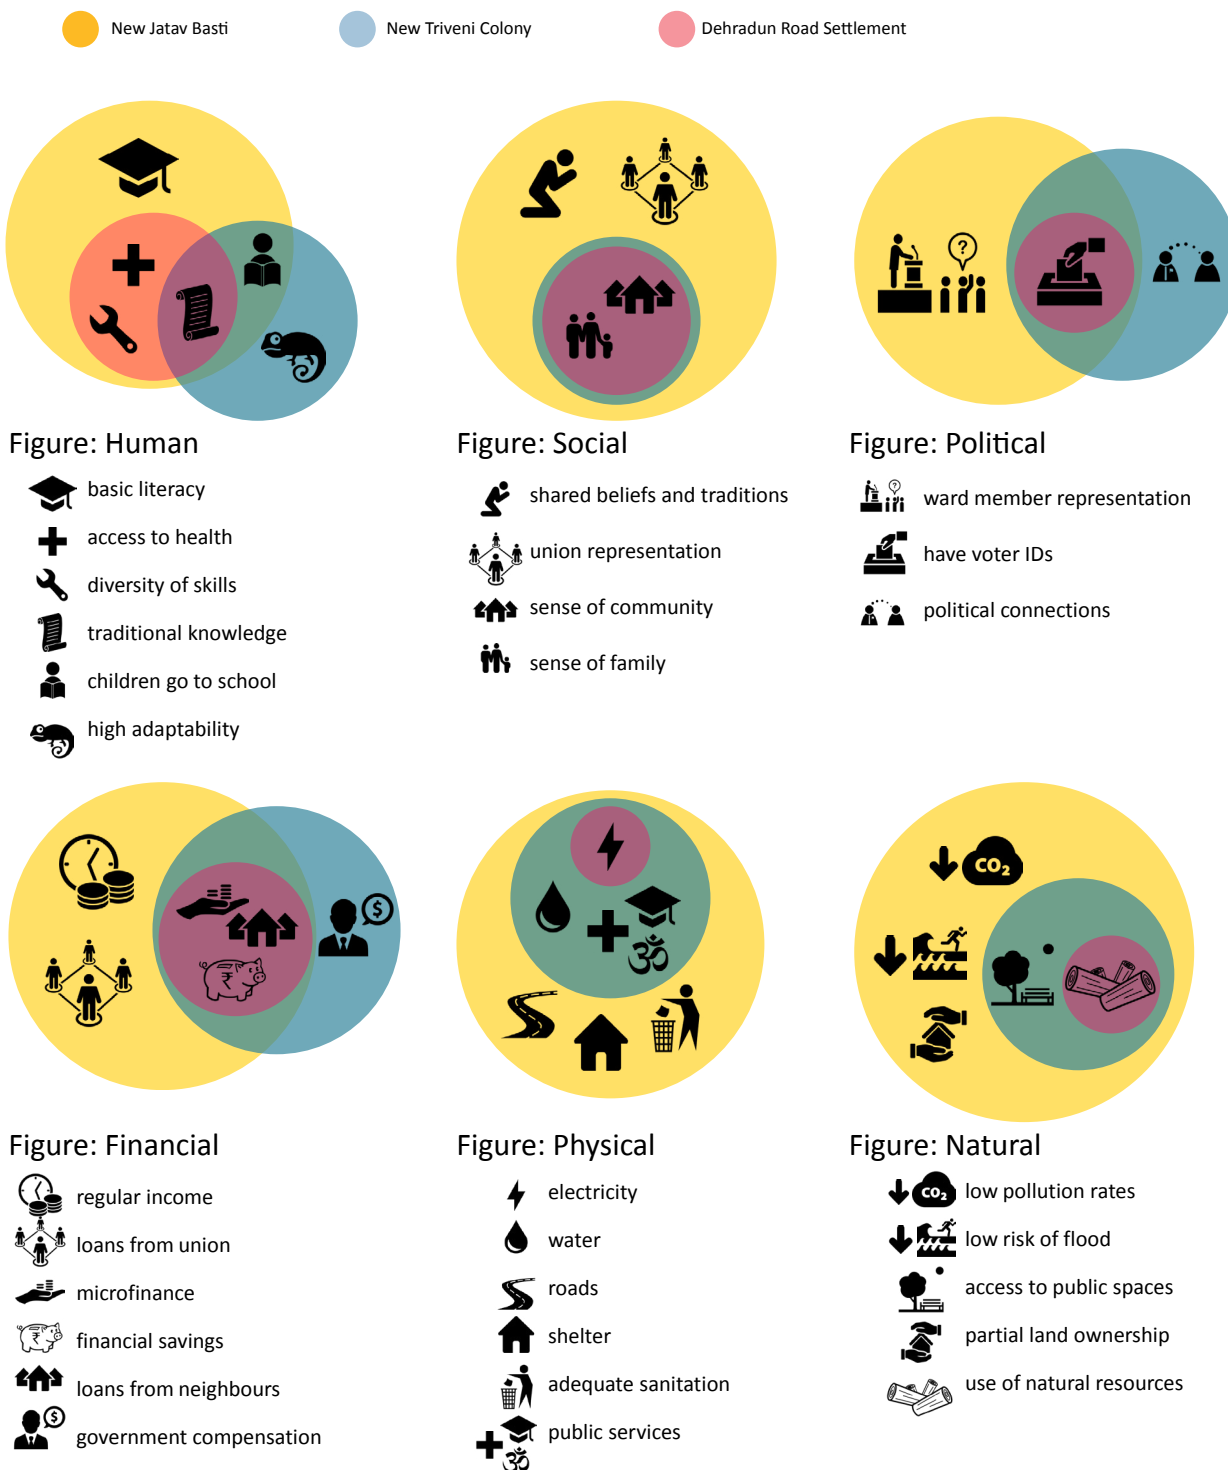 New Jatav Basti
New Triveni Colony
Dehradun Road Settlement
?
Figure: Human
basic literacy
access to health
diversity of skills
traditional knowledge
children go to school
high adaptability
Figure: Social
shared beliefs and traditions
union representation
sense of community
sense of family
Figure: Political
?
ward member representation
have voter IDs
political connections
$
₹
ॐ
CO₂
Figure: Financial
regular income
loans from union
microfinance
₹
financial savings
loans from neighbours
$
government compensation
Figure: Physical
electricity
water
roads
shelter
adequate sanitation
public services
ॐ
Figure: Natural
CO₂
low pollution rates
low risk of flood
access to public spaces
partial land ownership
use of natural resources